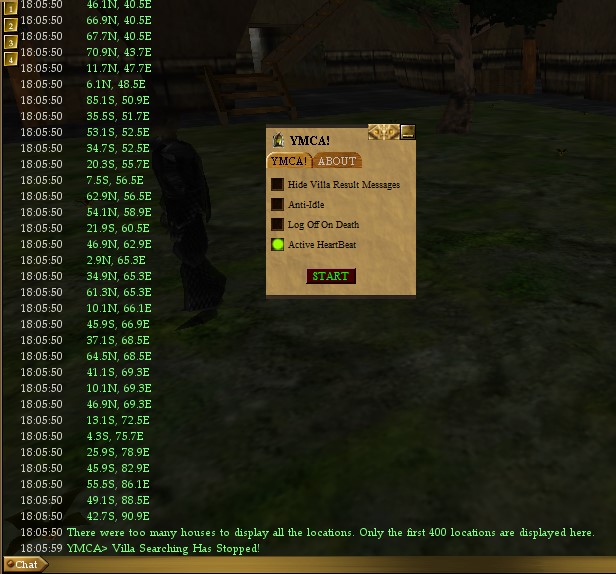 1
2
3
4
18:05:50 46.1N, 40.5E
18:05:50 66.9N, 40.5E
18:05:50 67.7N, 40.5E
18:05:50 70.9N, 43.7E
18:05:50 11.7N, 47.7E
18:05:50 6.1N, 48.5E
18:05:50 85.1S, 50.9E
18:05:50 35.5S, 51.7E
18:05:50 53.1S, 52.5E
18:05:50 34.7S, 52.5E
18:05:50 20.3S, 55.7E
18:05:50 7.5S, 56.5E
18:05:50 62.9N, 56.5E
18:05:50 54.1N, 58.9E
18:05:50 21.9S, 60.5E
18:05:50 46.9N, 62.9E
18:05:50 2.9N, 65.3E
18:05:50 34.9N, 65.3E
18:05:50 61.3N, 65.3E
18:05:50 10.1N, 66.1E
18:05:50 45.9S, 66.9E
18:05:50 37.1S, 68.5E
18:05:50 64.5N, 68.5E
18:05:50 41.1S, 69.3E
18:05:50 10.1N, 69.3E
18:05:50 46.9N, 69.3E
18:05:50 13.1S, 72.5E
18:05:50 4.3S, 75.7E
18:05:50 25.9S, 78.9E
18:05:50 45.9S, 82.9E
18:05:50 55.5S, 86.1E
18:05:50 49.1S, 88.5E
18:05:50 42.7S, 90.9E
18:05:50 There were too many houses to display all the locations. Only the first 400 locations are displayed here.
18:05:59 YMCA> Villa Searching Has Stopped!
Chat
YMCA!
YMCA! ABOUT
Hide Villa Result Messages
Anti-Idle
Log Off On Death
Active HeartBeat
START